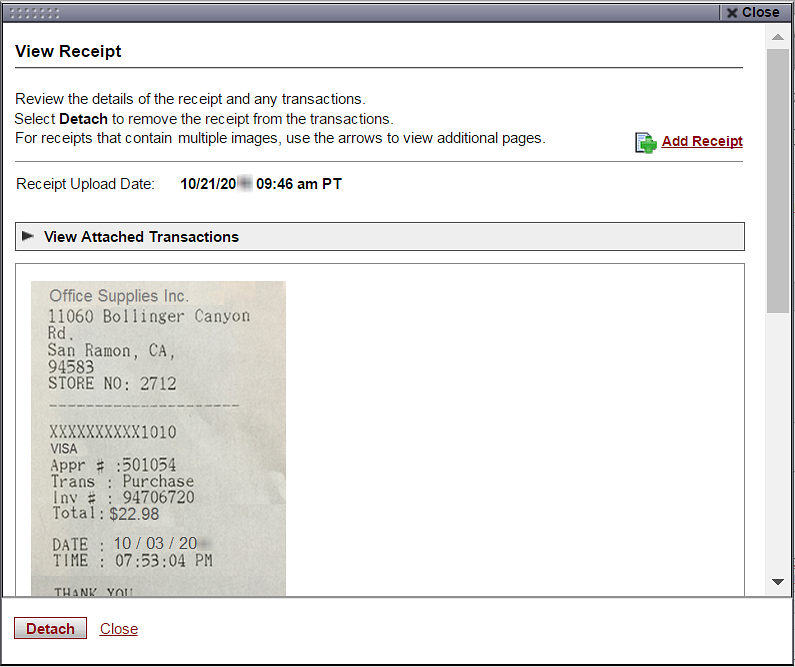 Close
View Receipt
Review the details of the receipt and any transactions.
Select Detach to remove the receipt from the transactions.
For receipts that contain multiple images, use the arrows to view additional pages.
Add Receipt
Receipt Upload Date: 10/21/20 09:46 am PT
View Attached Transactions
Office Supplies Inc.
11060 Bollinger Canyon
Rd.
San Ramon, CA,
94583
STORE NO: 2712
-----------------------
XXXXXXXXXX1010
VISA
Appr # :501054
Trans : Purchase
Inv # : 94706720
Total: $22.98
DATE : 10 / 03 / 20
TIME : 07:53:04 PM
THANK YOU
Detach Close